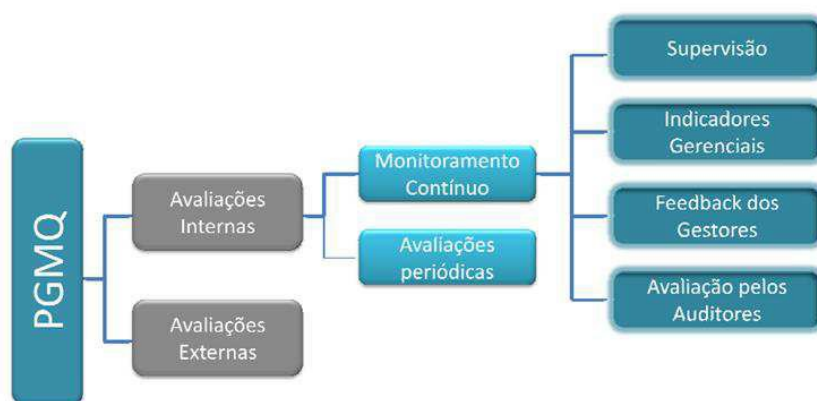 PGMQ
Avaliações
Internas
Avaliações
Externas
Monitoramento
Contínuo
Avaliações
periódicas
Supervisão
Indicadores
Gerenciais
Feedback dos
Gestores
Avaliação pelos
Auditores